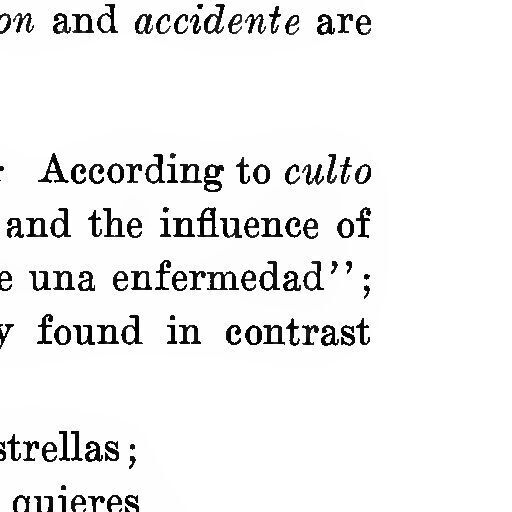 on and accidente are
According to culto
and the influence of
e una enfermedad";
y found in contrast
strellas;
quieres